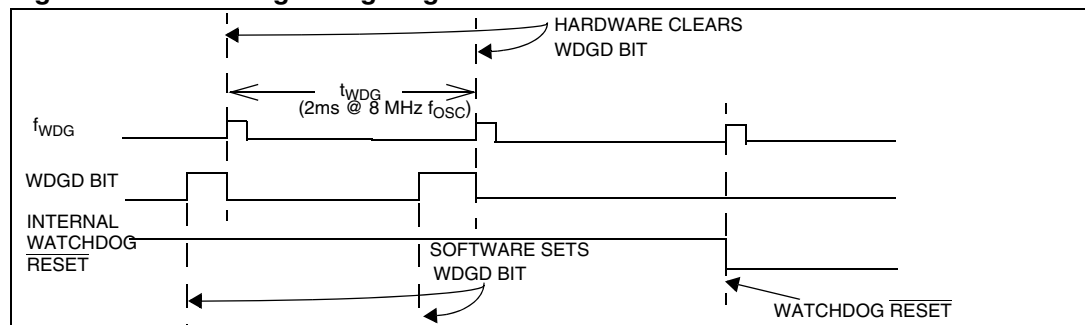 HARDWARE CLEARS
WDGD BIT
tWDG
(2ms @ 8 MHz fOSC)
fWDG
WDGD BIT
INTERNAL
WATCHDOG
RESET
SOFTWARE SETS
WDGD BIT
WATCHDOG RESET